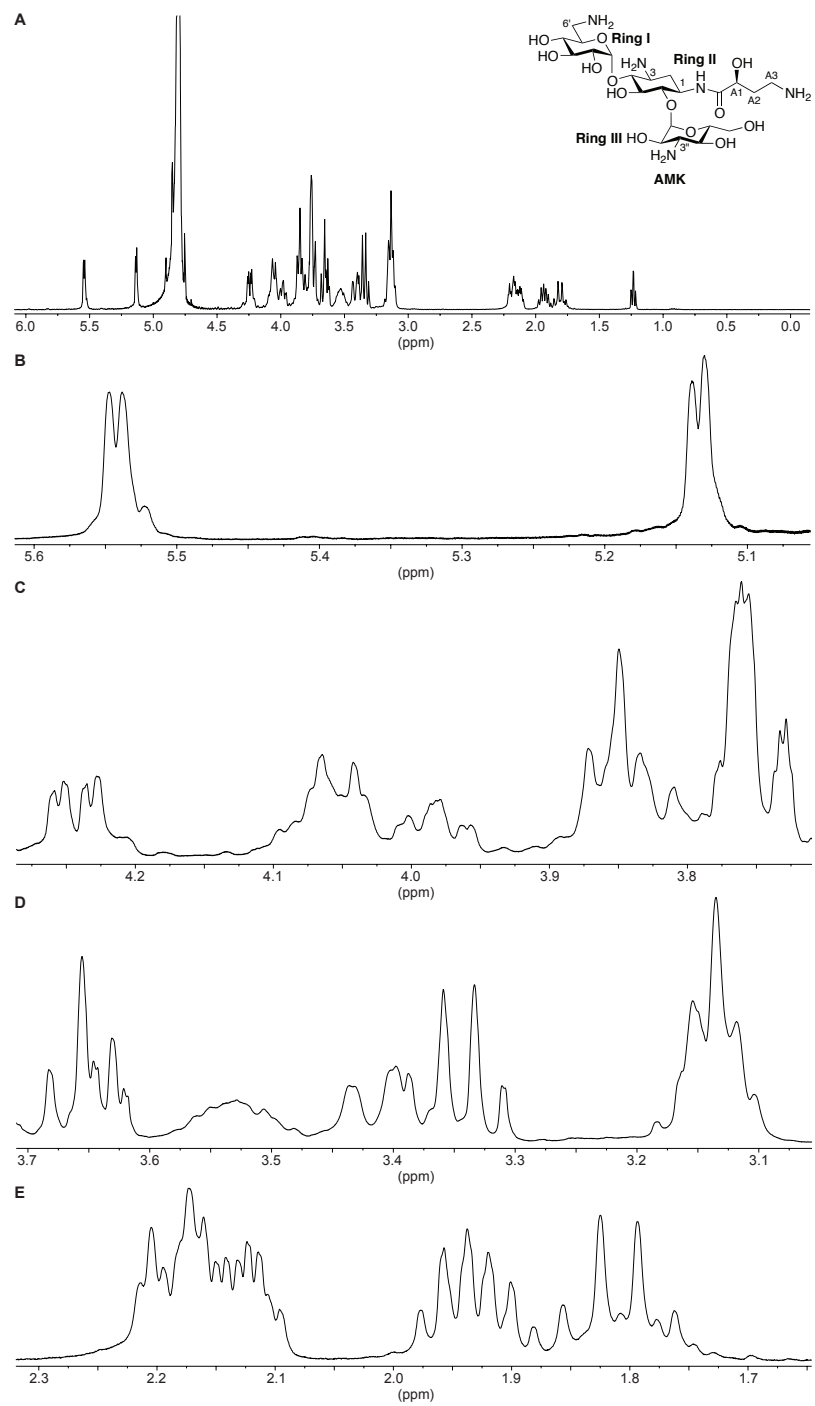 A
6' NH₂
HO O Ring I
HO
HO
H₂N 3 Ring II OH A3
O 1 H N A1 A2 NH₂
HO O
O
Ring III HO O OH
OH
H₂N 3"
AMK
6.0 5.5 5.0 4.5 4.0 3.5 3.0 2.5 2.0 1.5 1.0 0.5 0.0
(ppm)
B
5.6 5.5 5.4 5.3 5.2 5.1
(ppm)
C
4.2 4.1 4.0 3.9 3.8
(ppm)
D
3.7 3.6 3.5 3.4 3.3 3.2 3.1
(ppm)
E
2.3 2.2 2.1 2.0 1.9 1.8 1.7
(ppm)